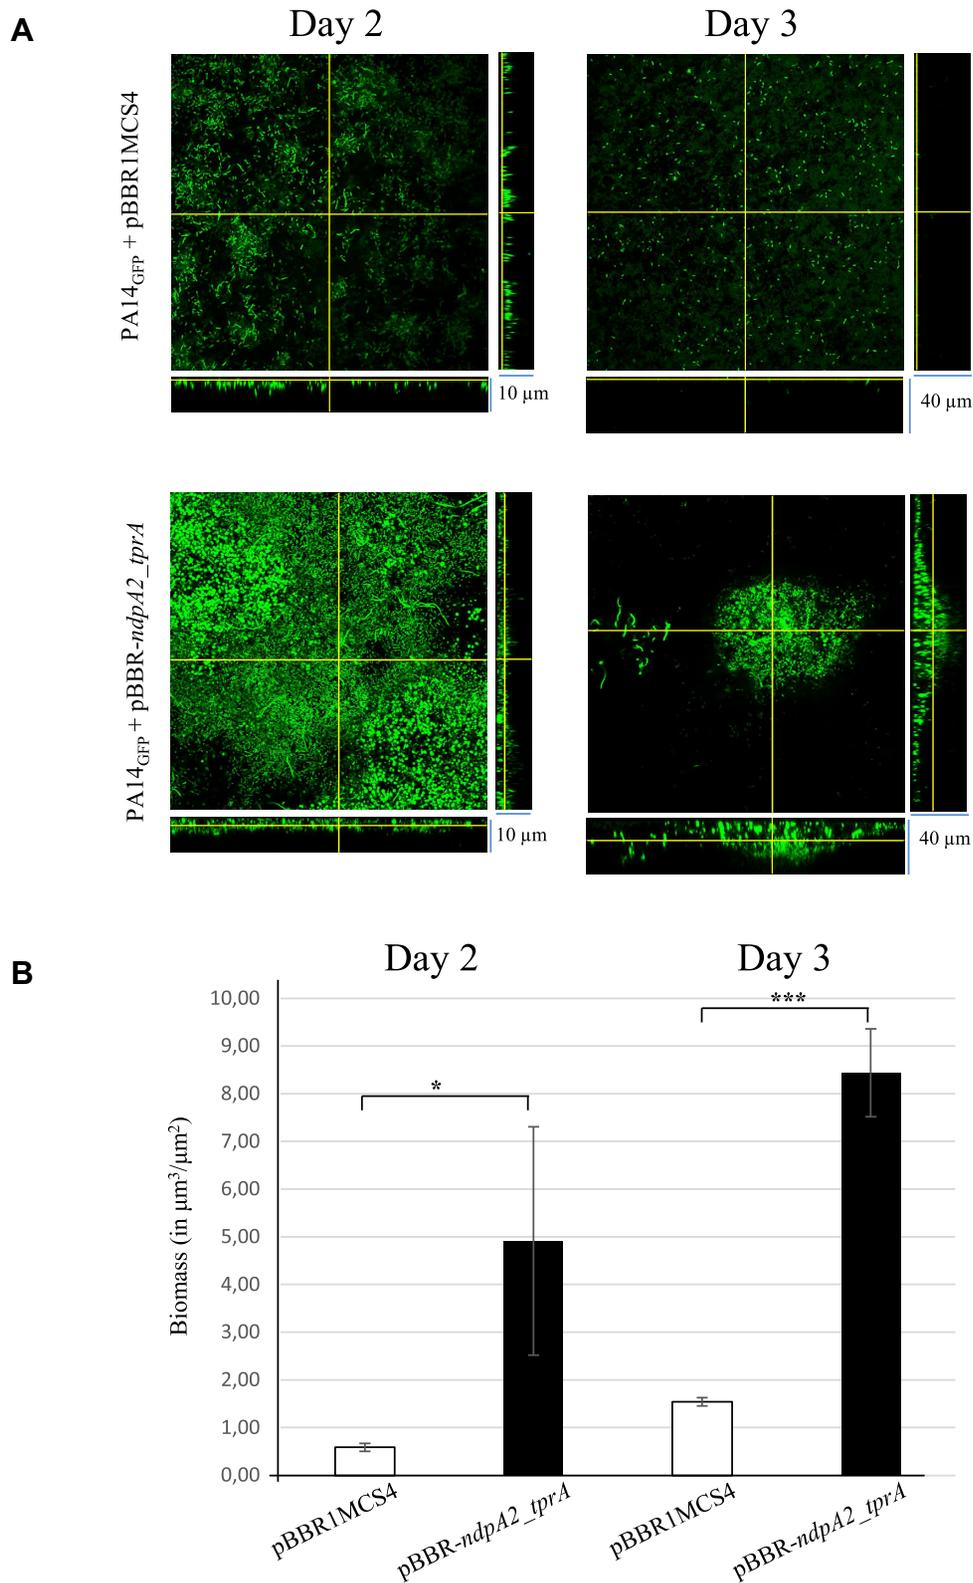 A
Day 2
Day 3
PA14GFP + pBBR1MCS4
10 µm
40 µm
PA14GFP + pBBR-ndpA2_tprA
10 µm
40 µm
B
Day 2
Day 3
Biomass (in µm³/µm²)
10,00
9,00
8,00
7,00
6,00
5,00
4,00
3,00
2,00
1,00
0,00
*
***
pBBR1MCS4
pBBR-ndpA2_tprA
pBBR1MCS4
pBBR-ndpA2_tprA